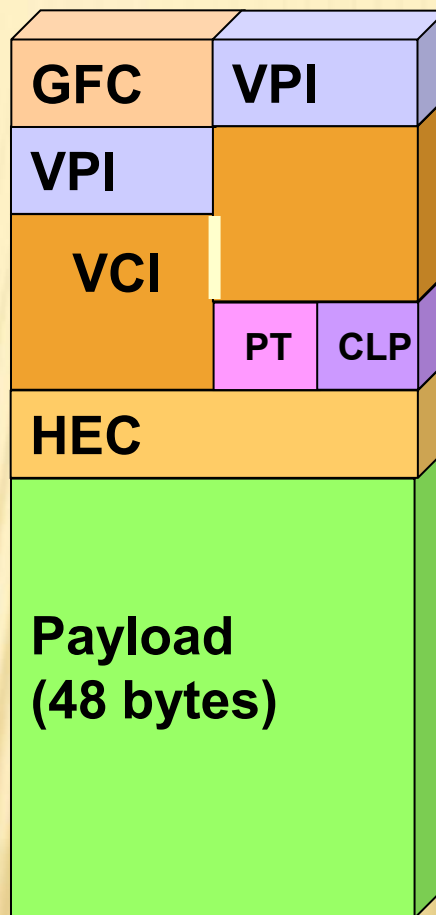 GFC
VPI
VPI
VCI
PT
CLP
HEC
Payload
(48 bytes)